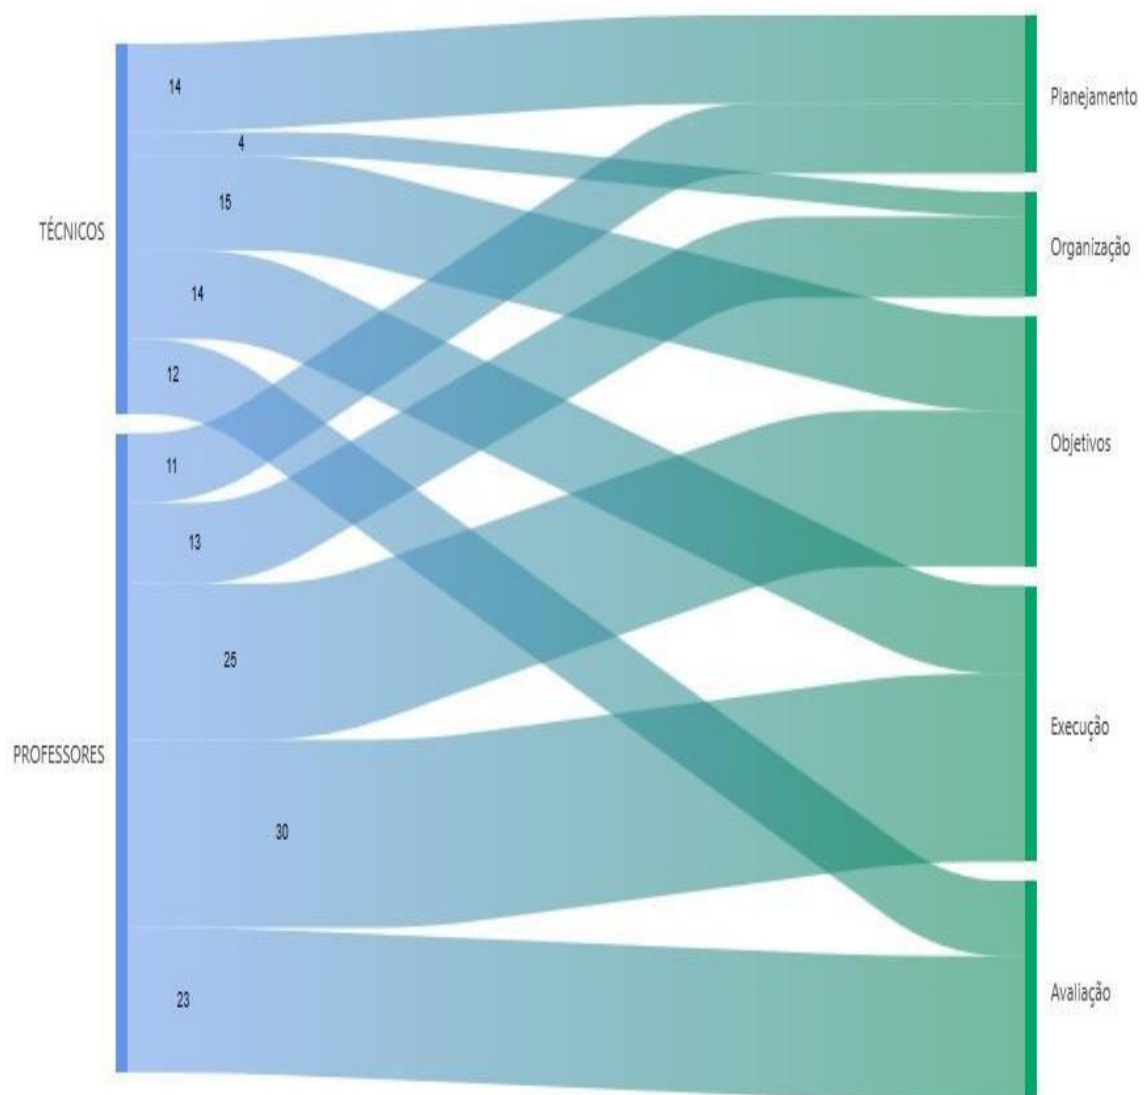 14
Planejamento
4
15
TÉCNICOS
Organização
14
12
Objetivos
11
13
25
Execução
PROFESSORES
30
Avaliação
23